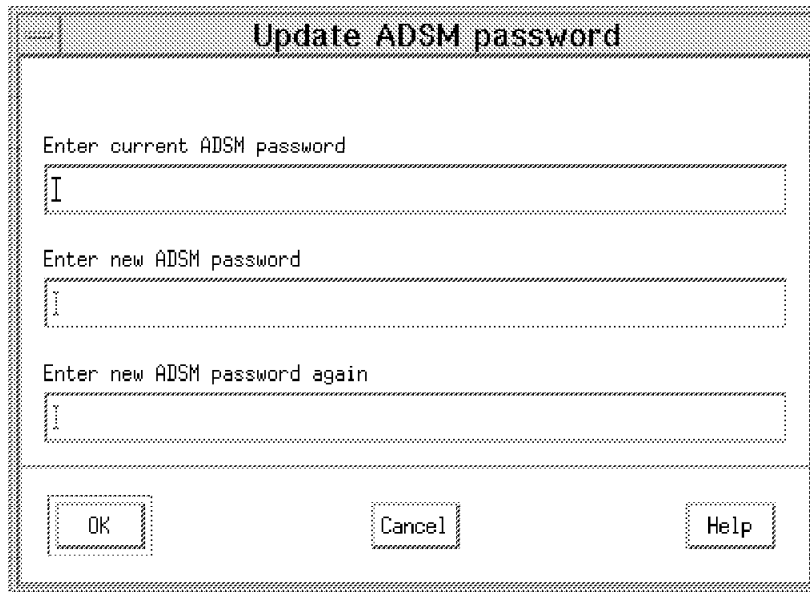 Update ADSM password
Enter current ADSM password
Enter new ADSM password
Enter new ADSM password again
OK
Cancel
Help